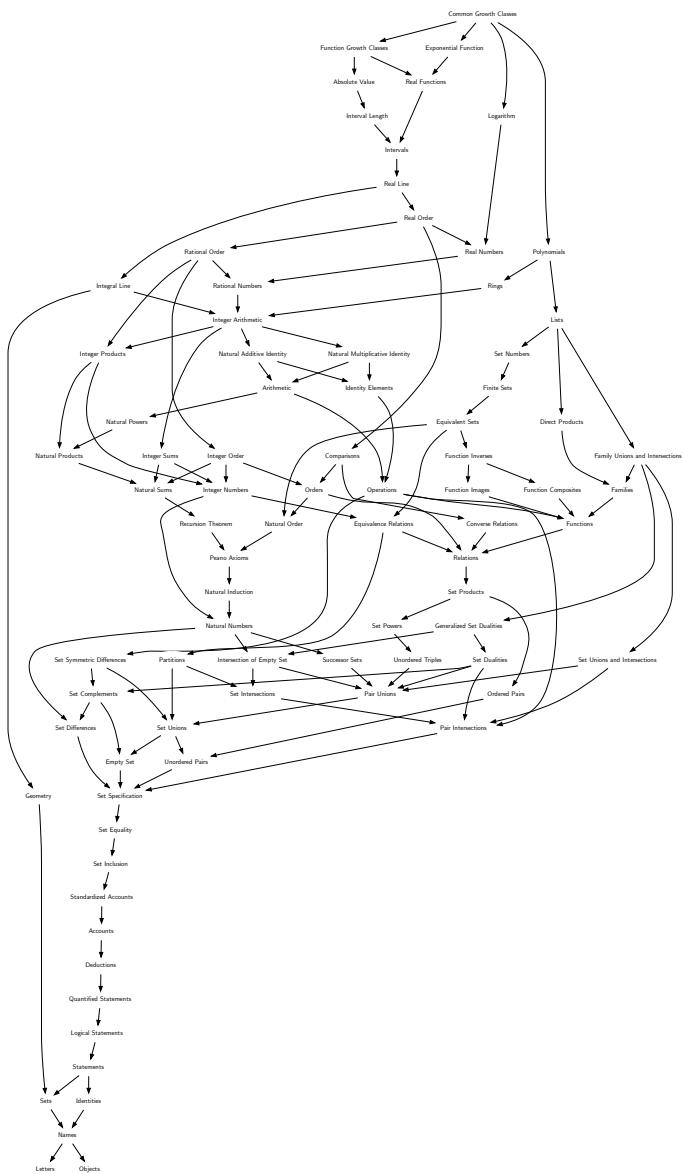 Common Growth Classes
Function Growth Classes
Exponential Function
Absolute Value
Real Functions
Interval Length
Logarithm
Intervals
Real Line
Real Order
Rational Order
Real Numbers
Polynomials
Integral Line
Rational Numbers
Rings
Integer Arithmetic
Lists
Integer Products
Natural Additive Identity
Natural Multiplicative Identity
Set Numbers
Arithmetic
Identity Elements
Finite Sets
Natural Powers
Equivalent Sets
Direct Products
Natural Products
Integer Sums
Integer Order
Comparisons
Function Inverses
Family Unions and Intersections
Natural Sums
Integer Numbers
Orders
Operations
Function Images
Function Composites
Families
Recursion Theorem
Natural Order
Equivalence Relations
Converse Relations
Functions
Peano Axioms
Relations
Natural Induction
Set Products
Natural Numbers
Set Powers
Generalized Set Dualities
Set Symmetric Differences
Partitions
Intersection of Empty Set
Successor Sets
Unordered Triples
Set Dualities
Set Unions and Intersections
Set Complements
Set Intersections
Pair Unions
Ordered Pairs
Set Differences
Set Unions
Pair Intersections
Empty Set
Unordered Pairs
Geometry
Set Specification
Set Equality
Set Inclusion
Standardized Accounts
Accounts
Deductions
Quantified Statements
Logical Statements
Statements
Sets
Identities
Names
Letters
Objects